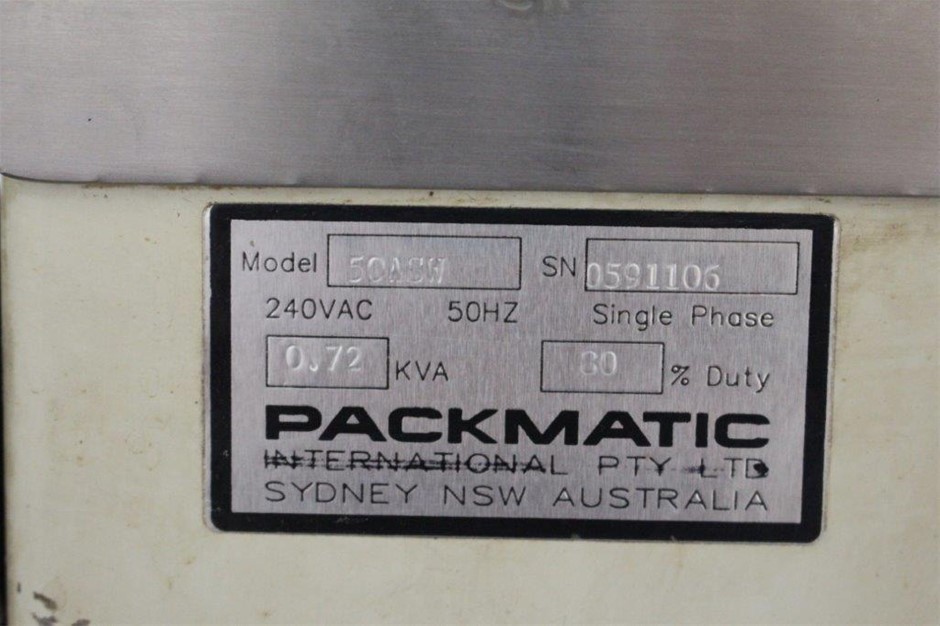 Model 50ASW SN 0591106
240VAC 50HZ Single Phase
0.72 KVA 80 % Duty
PACKMATIC
INTERNATIONAL PTY LTD
SYDNEY NSW AUSTRALIA